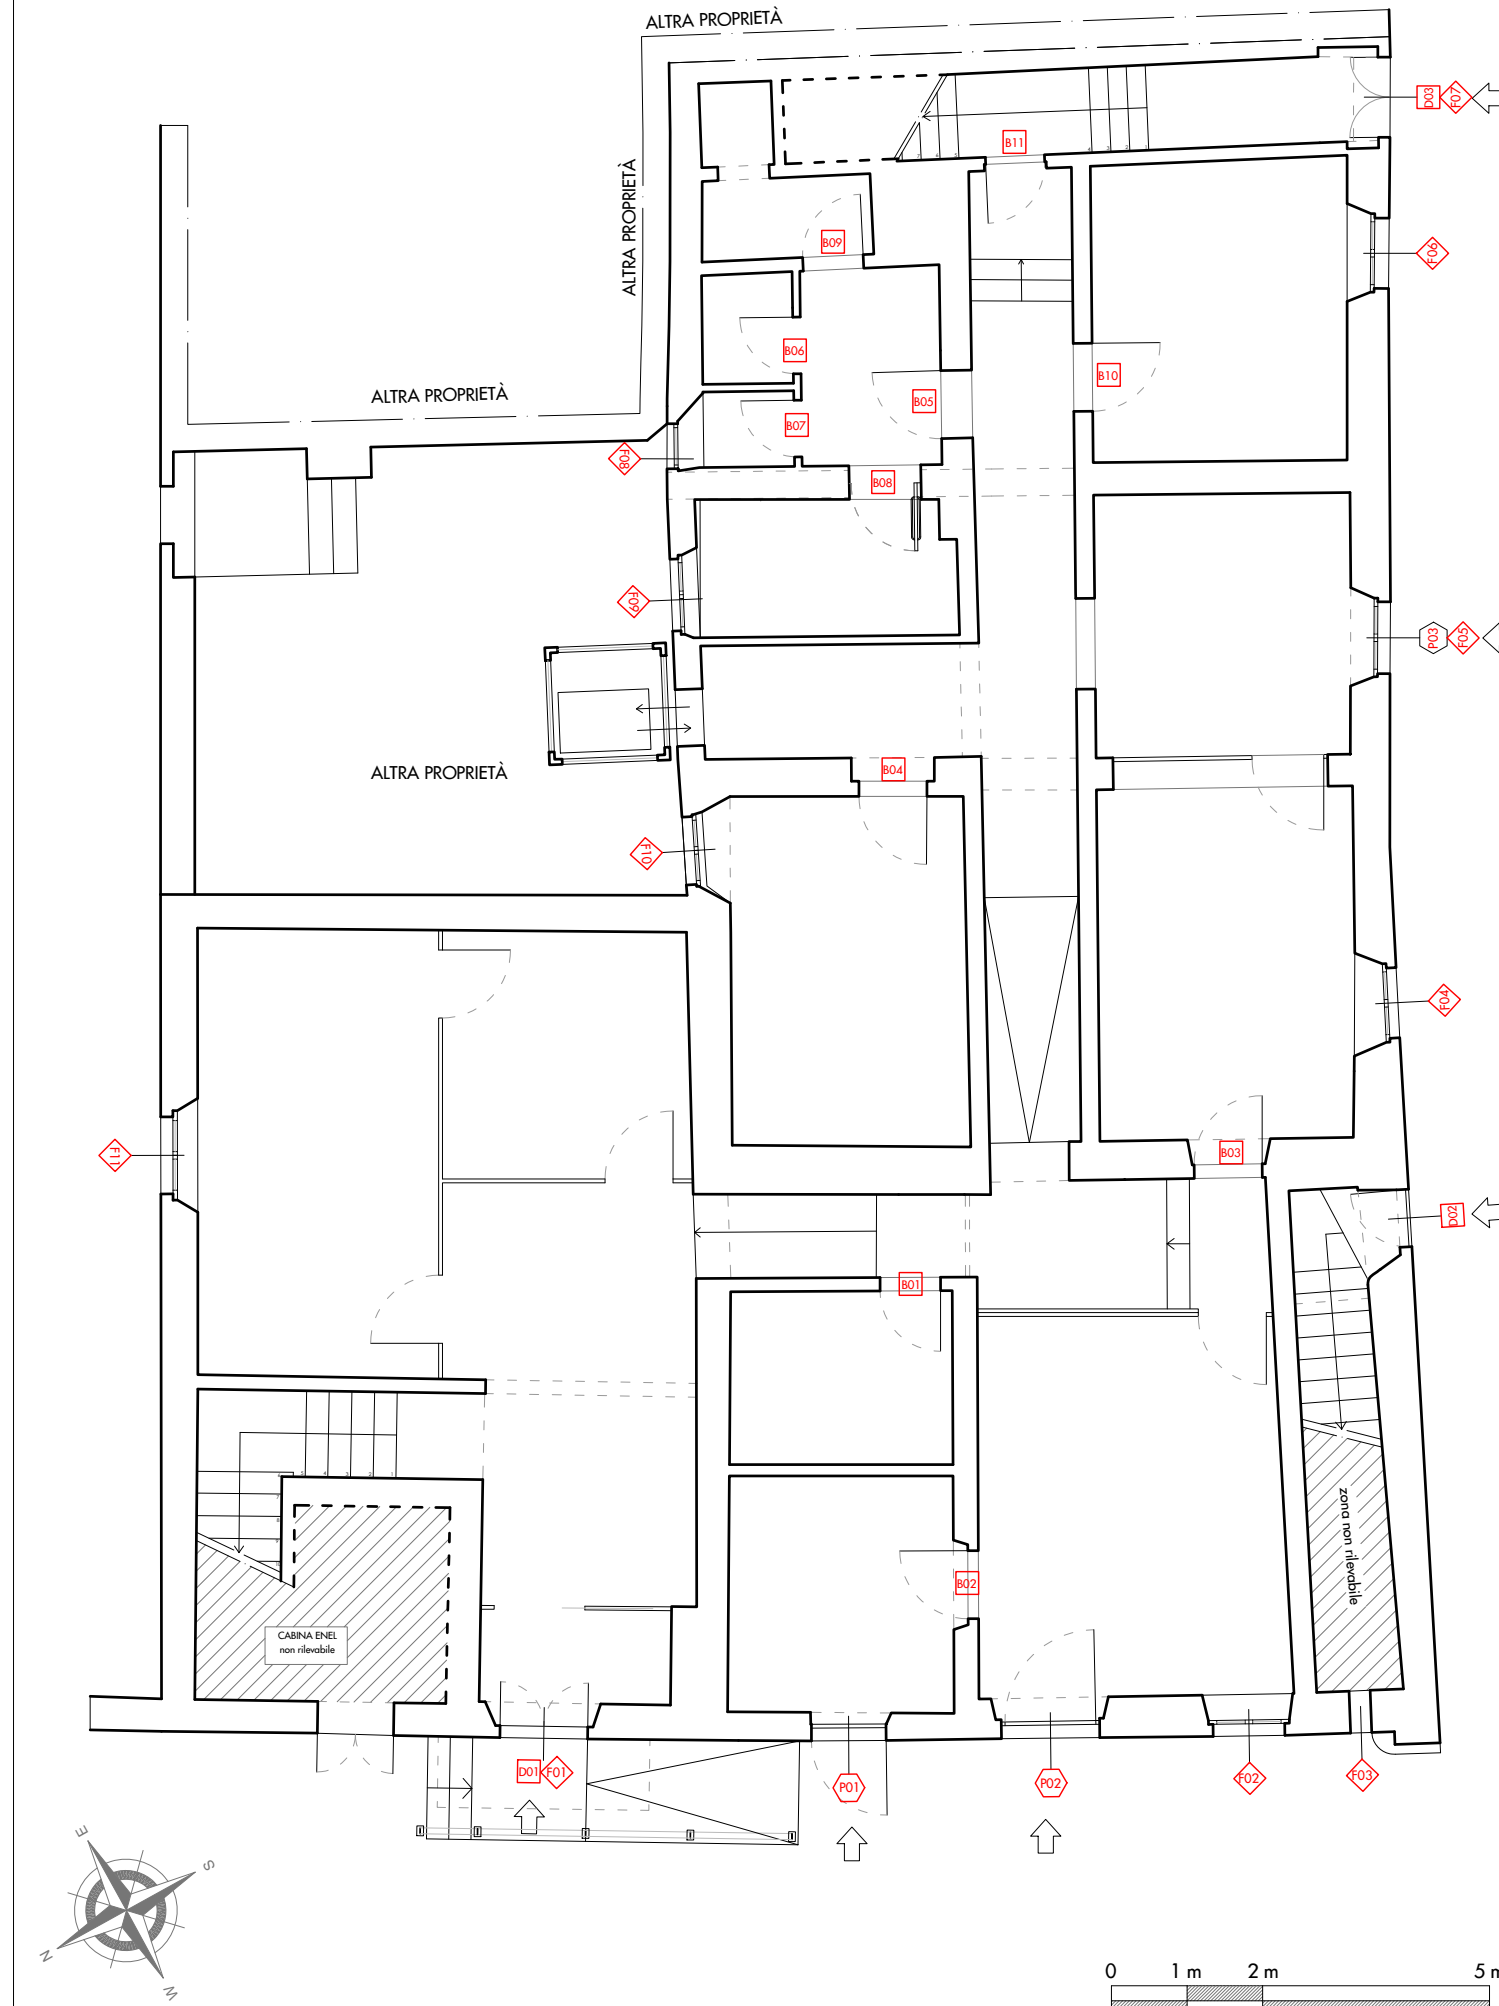 ALTRA PROPRIETÀ
D03
F07
B11
ALTRA PROPRIETÀ
B09
F06
B06
B10
ALTRA PROPRIETÀ
B05
B07
F08
B08
F09
P03
F05
ALTRA PROPRIETÀ
B04
F10
F04
F11
B03
D02
B01
zona non rilevabile
B02
CABINA ENEL
non rilevabile
D01
F01
P01
P02
F02
F03
E
S
N
W
0 1 m 2 m 5 m